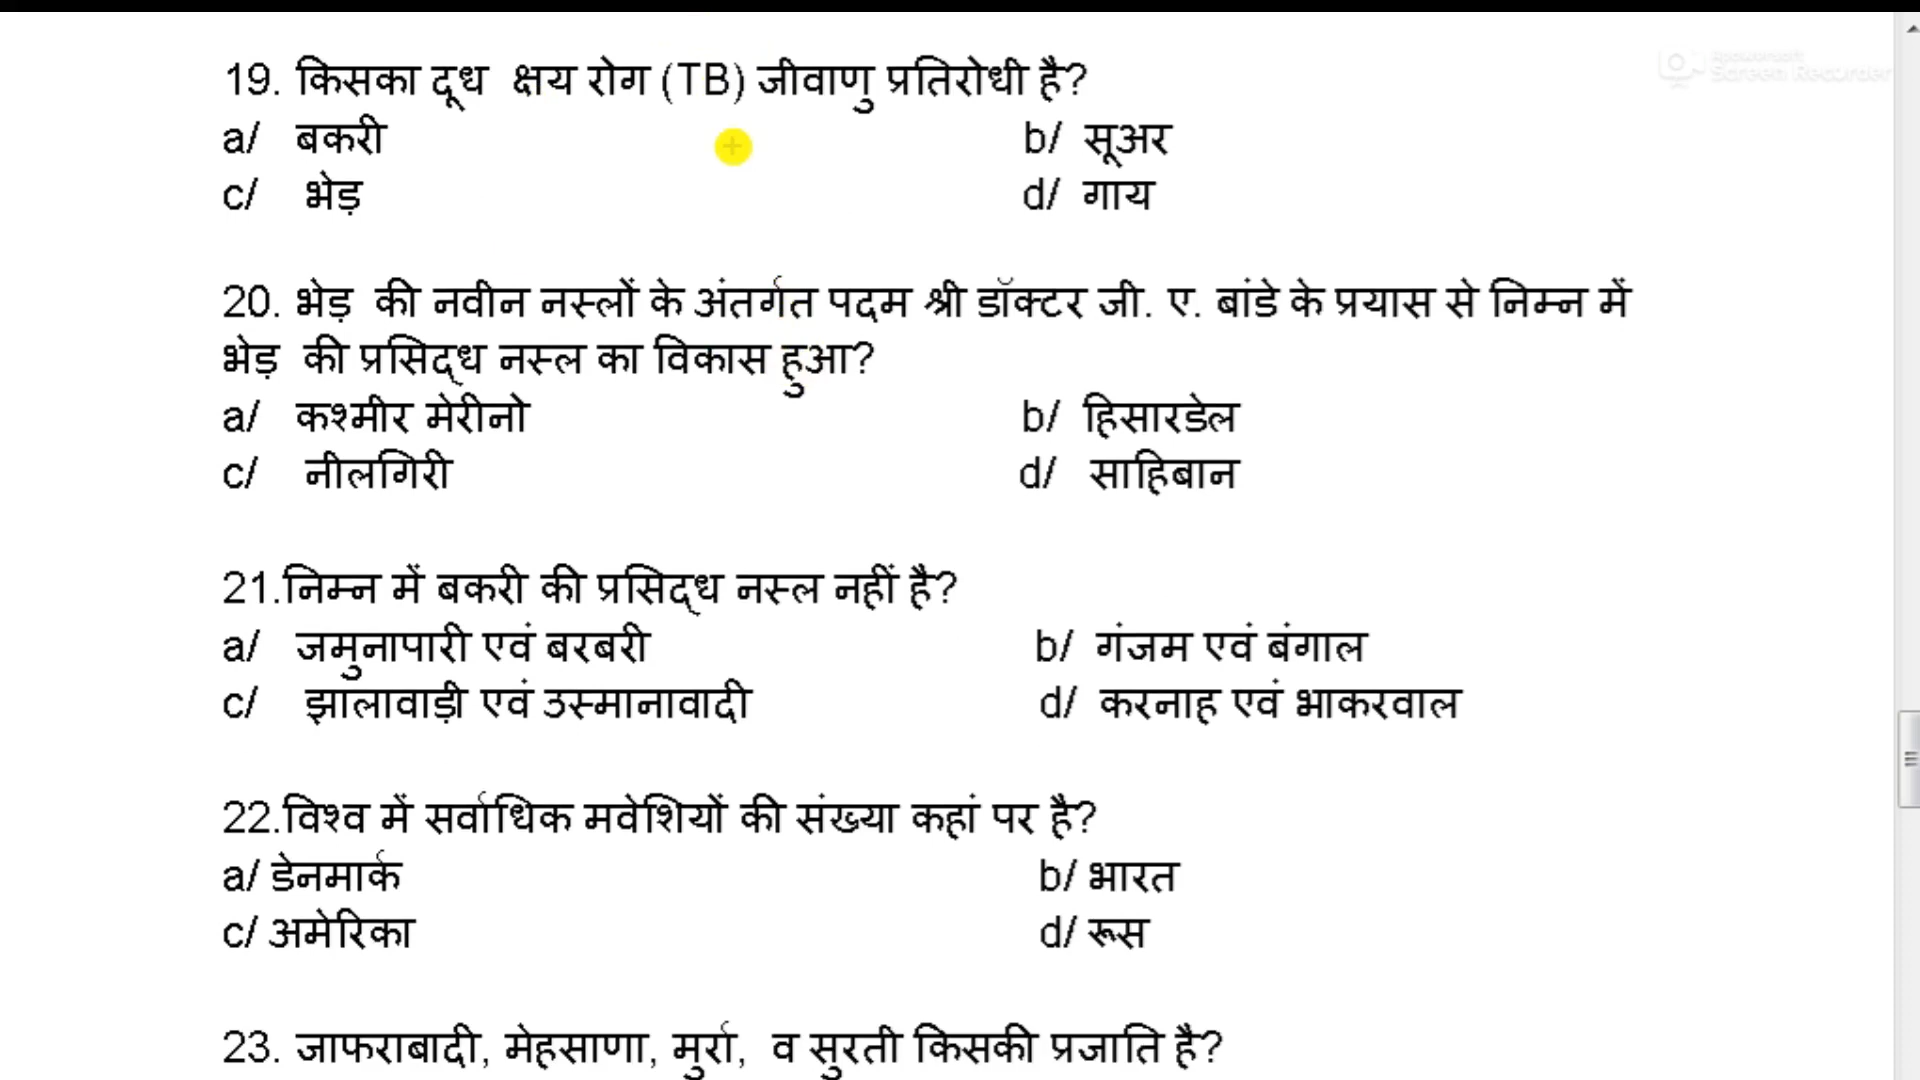 19. किसका दूध क्षय रोग (TB) जीवाणु प्रतिरोधी है?
a/ बकरी b/ सूअर
c/ भेड़ d/ गाय
20. भेड़ की नवीन नस्लों के अंतर्गत पदम श्री डॉक्टर जी. ए. बांडे के प्रयास से निम्न में
भेड़ की प्रसिद्ध नस्ल का विकास हुआ?
a/ कश्मीर मेरीनो b/ हिसारडेल
c/ नीलगिरी d/ साहिबान
21.निम्न में बकरी की प्रसिद्ध नस्ल नहीं है?
a/ जमुनापारी एवं बरबरी b/ गंजम एवं बंगाल
c/ झालावाड़ी एवं उस्मानावादी d/ करनाह एवं भाकरवाल
22.विश्व में सर्वाधिक मवेशियों की संख्या कहां पर है?
a/ डेनमार्क b/ भारत
c/ अमेरिका d/ रूस
23. जाफराबादी, मेहसाणा, मुर्रा, व सुरती किसकी प्रजाति है?
Screen Recorder